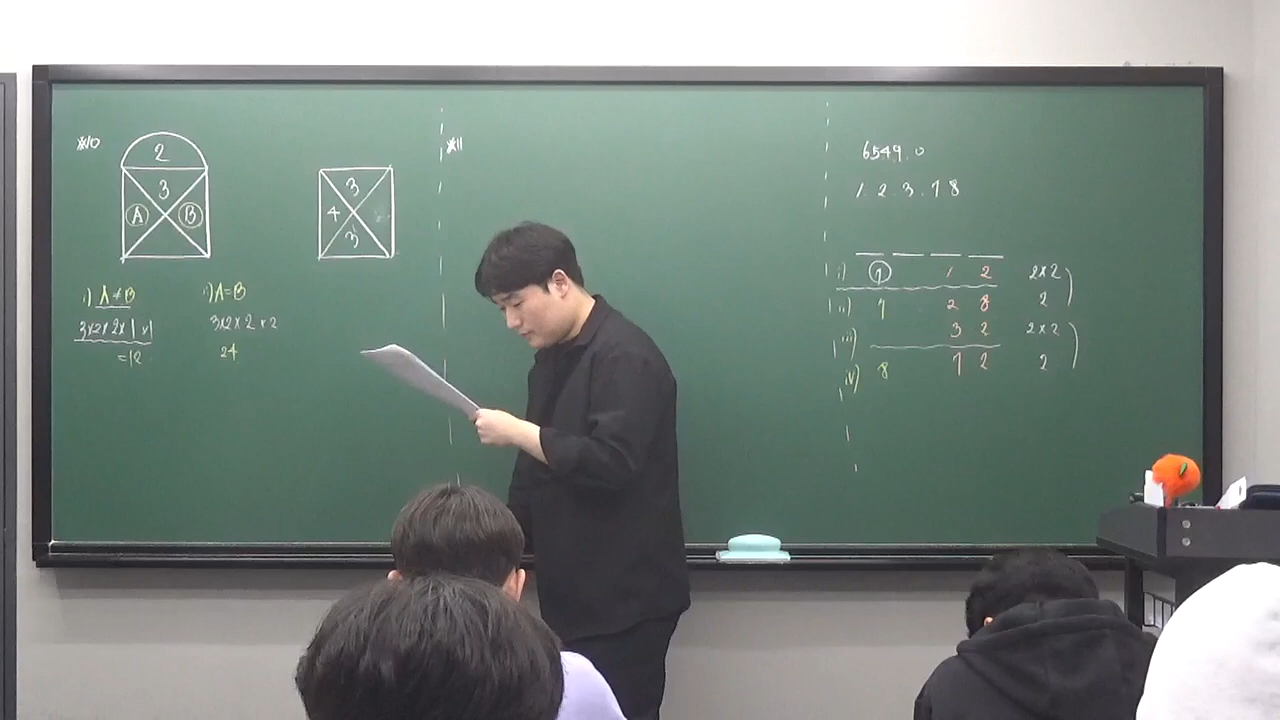 ※10
2
3
A B
3
4
3
i) A≠B
3×2×2×1×1
=12
ii) A=B
3×2×2×2
24
※11
6549.0
1 2 3 . 7 8
i) 7 1 2 2×2
ii) 7 2 8 2
iii) 3 2 2×2
iv) 8 7 2 2